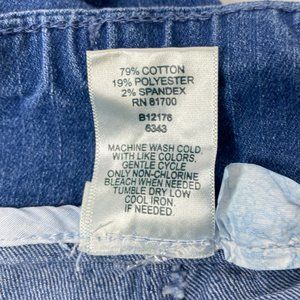 79% COTTON
19% POLYESTER
2% SPANDEX
RN 81700
B12176
6343
MACHINE WASH COLD
WITH LIKE COLORS,
GENTLE CYCLE
ONLY NON-CHLORINE
BLEACH WHEN NEEDED
TUMBLE DRY LOW
COOL IRON,
IF NEEDED